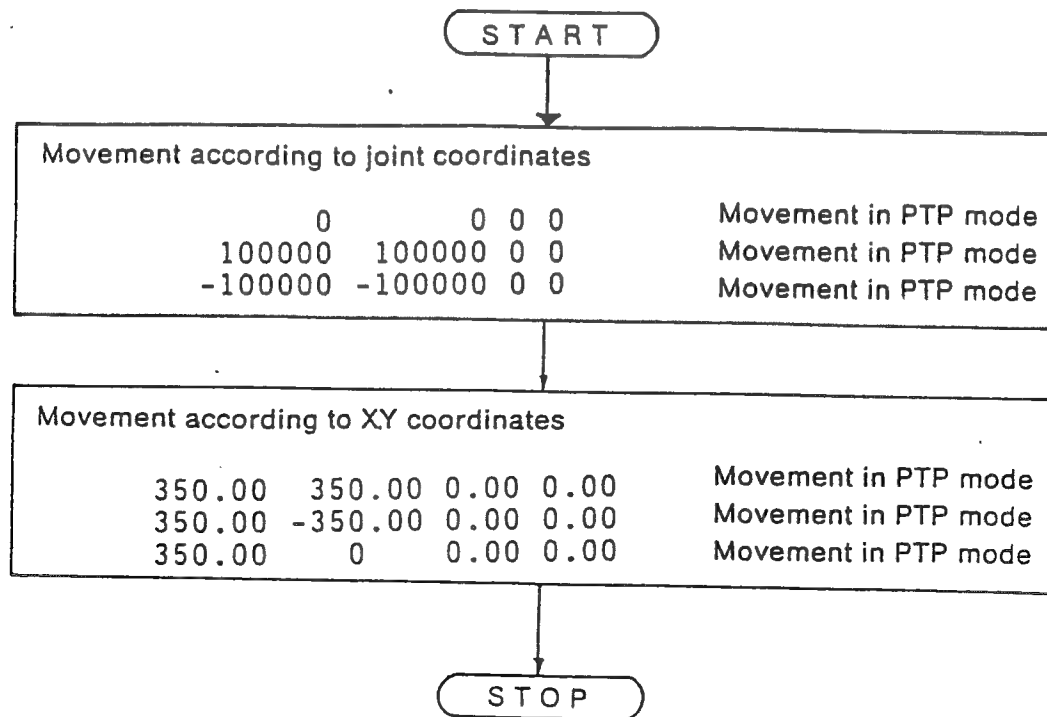 START
Movement according to joint coordinates
0 0 0 0 Movement in PTP mode
100000 100000 0 0 Movement in PTP mode
-100000 -100000 0 0 Movement in PTP mode
Movement according to XY coordinates
350.00 350.00 0.00 0.00 Movement in PTP mode
350.00 -350.00 0.00 0.00 Movement in PTP mode
350.00 0 0.00 0.00 Movement in PTP mode
STOP